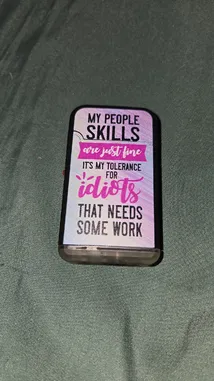 MY PEOPLE
SKILLS
are just fine
IT'S MY TOLERANCE
FOR
idiots
THAT NEEDS
SOME WORK